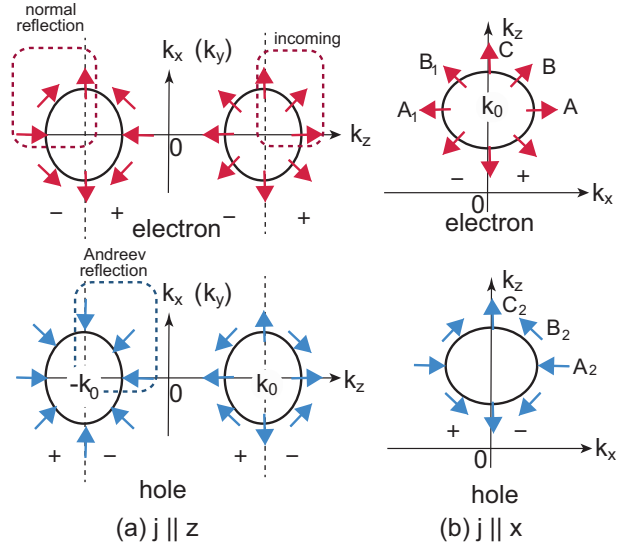 normal
reflection
incoming
kx (ky)
kz
0
− + − +
electron
kz
C
B1 B
k0
A1 A
− +
0
kx
electron
Andreev
reflection
kx (ky)
-k0 0 k0 kz
+ − + −
hole
kz
C2
B2
A2
+ −
0
kx
hole
(a) j || z
(b) j || x